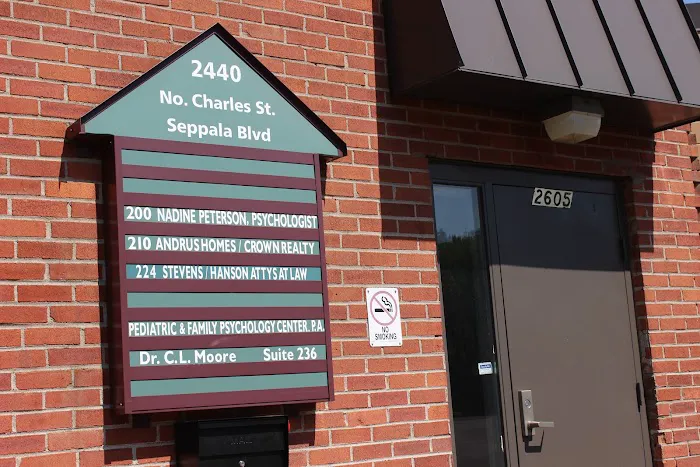 2440
No. Charles St.
Seppala Blvd
200 NADINE PETERSON, PSYCHOLOGIST
210 ANDRUS HOMES / CROWN REALTY
224 STEVENS / HANSON ATTYS AT LAW
PEDIATRIC & FAMILY PSYCHOLOGY CENTER, P.A.
Dr. C.L. Moore Suite 236
NO
SMOKING
2605